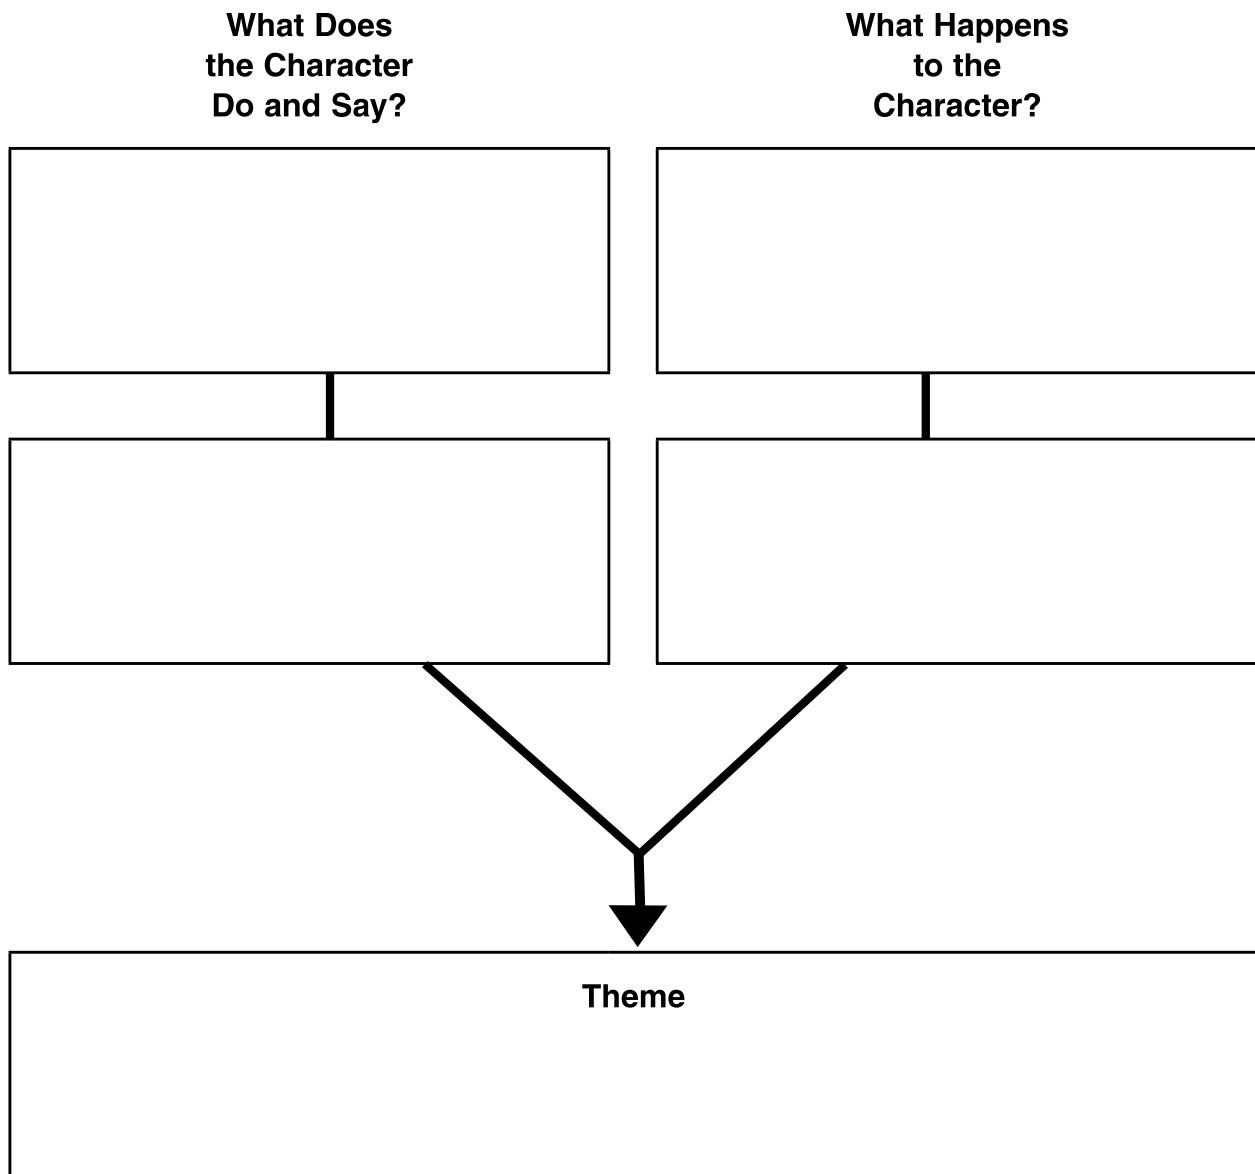 What Does
the Character
Do and Say?
What Happens
to the
Character?
Theme